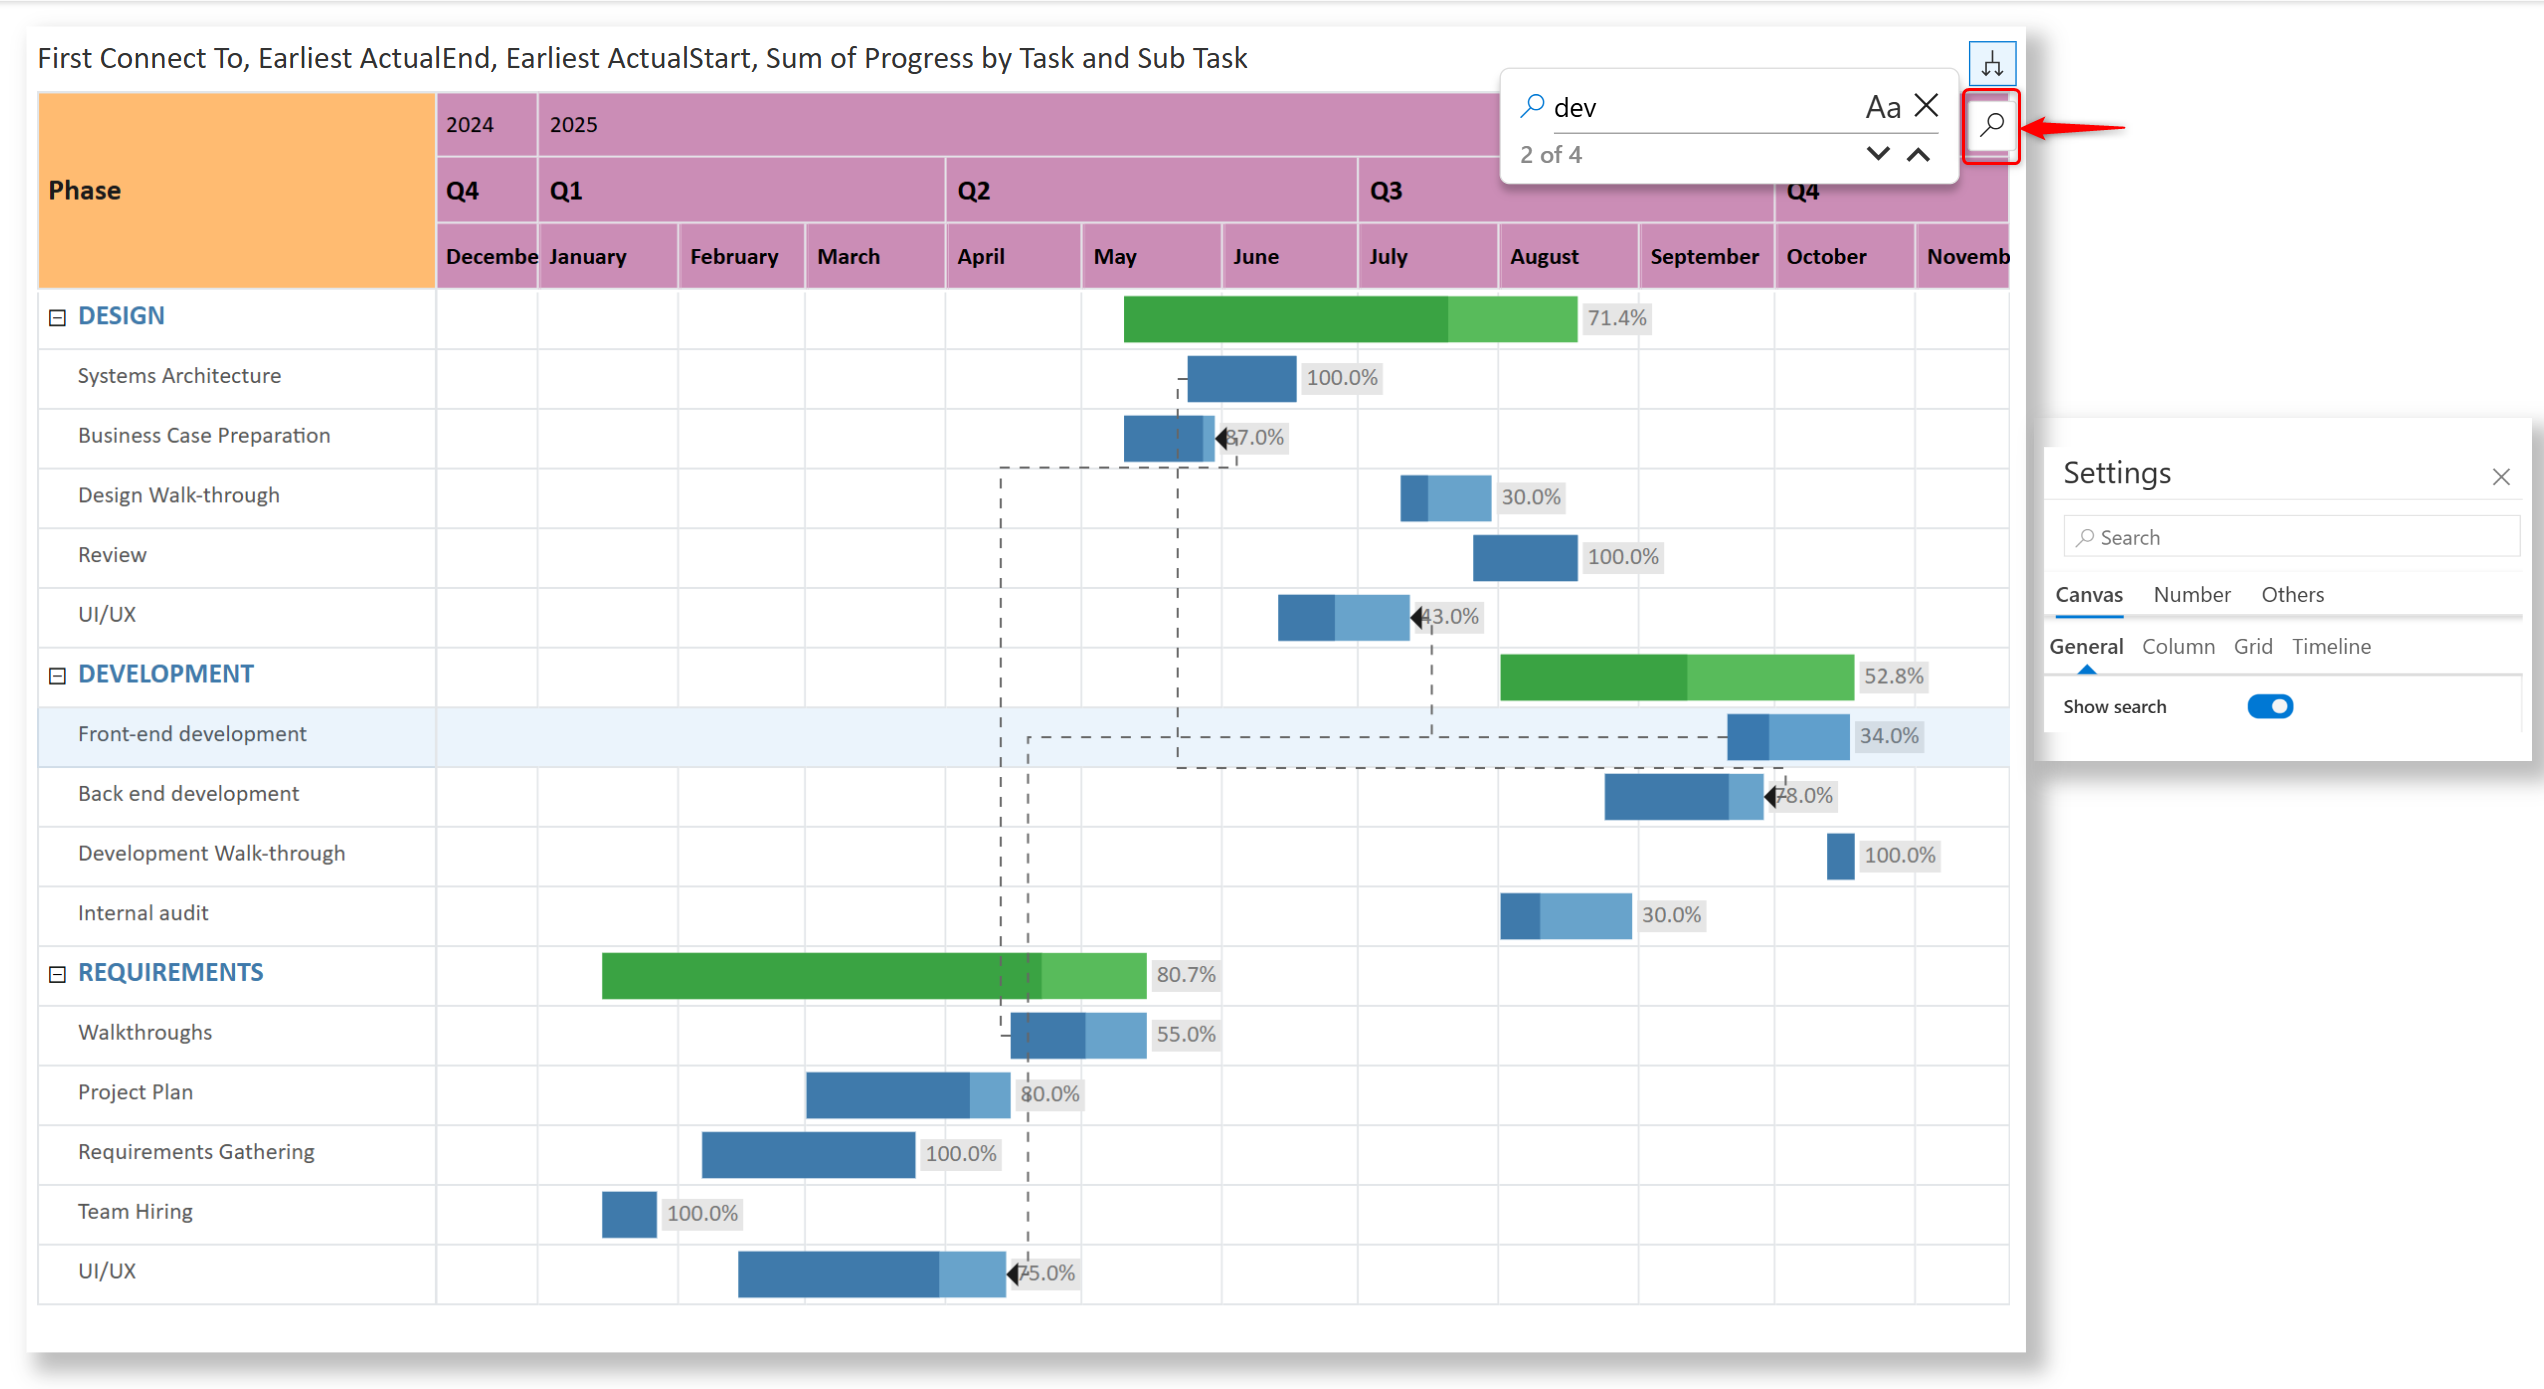 First Connect To, Earliest ActualEnd, Earliest ActualStart, Sum of Progress by Task and Sub Task
dev Aa
2 of 4
Phase
2024 2025
Q4 Q1 Q2 Q3 Q4
Decembe January February March April May June July August September October Novemb
DESIGN 71.4%
Systems Architecture 100.0%
Business Case Preparation 87.0%
Design Walk-through 30.0%
Review 100.0%
UI/UX 43.0%
DEVELOPMENT 52.8%
Front-end development 34.0%
Back end development 78.0%
Development Walk-through 100.0%
Internal audit 30.0%
REQUIREMENTS 80.7%
Walkthroughs 55.0%
Project Plan 80.0%
Requirements Gathering 100.0%
Team Hiring 100.0%
UI/UX 75.0%
Settings
Search
Canvas Number Others
General Column Grid Timeline
Show search